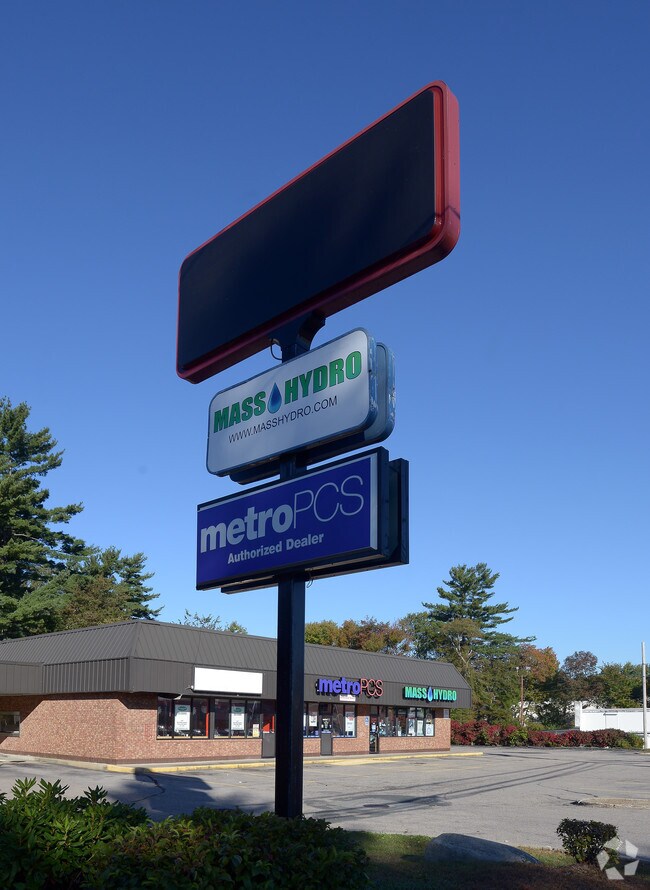 MASS HYDRO
WWW.MASSHYDRO.COM
metroPCS
Authorized Dealer
metroPCS
MASS HYDRO